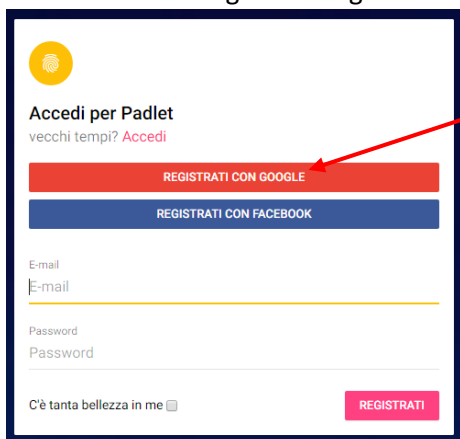 Accedi per Padlet
vecchi tempi? Accedi
REGISTRATI CON GOOGLE
REGISTRATI CON FACEBOOK
E-mail
E-mail
Password
Password
C'è tanta bellezza in me
REGISTRATI